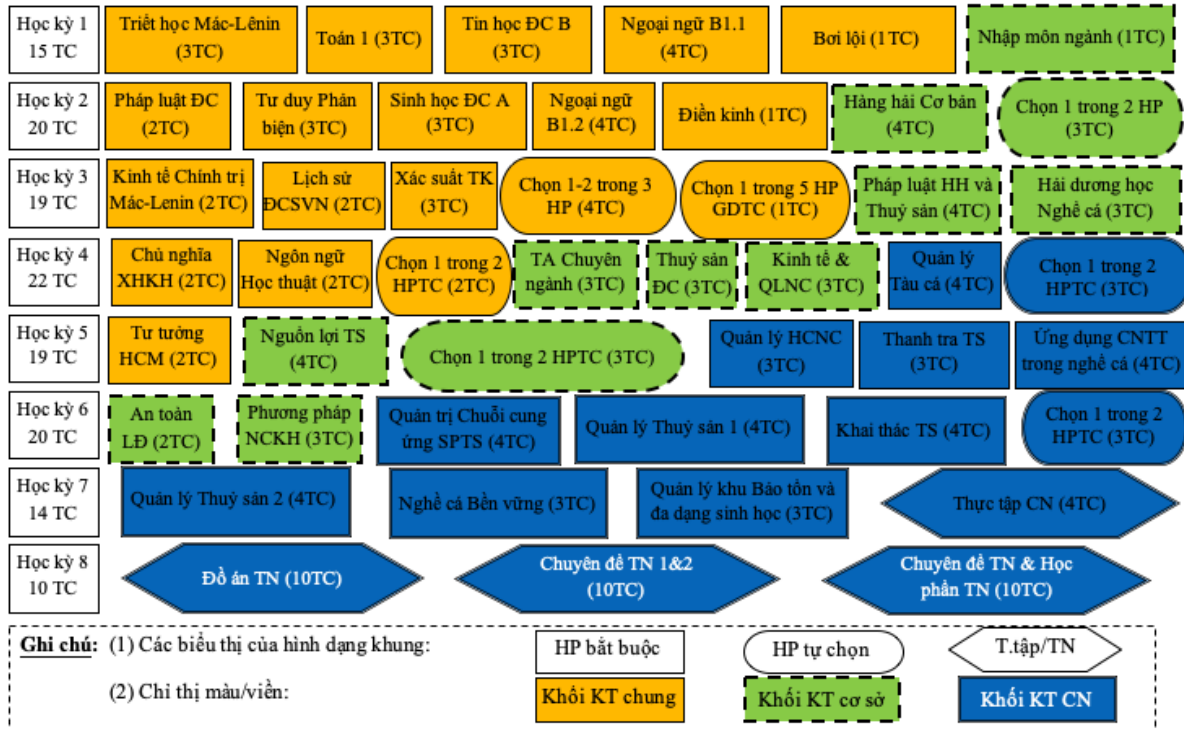 Học kỳ 1
15 TC
Triết học Mác-Lênin
(3TC)
Toán 1 (3TC)
Tin học ĐC B
(3TC)
Ngoại ngữ B1.1
(4TC)
Bơi lội (1TC)
Nhập môn ngành (1TC)
Học kỳ 2
20 TC
Pháp luật ĐC
(2TC)
Tư duy Phản
biện (3TC)
Sinh học ĐC A
(3TC)
Ngoại ngữ
B1.2 (4TC)
Điền kinh (1TC)
Hàng hải Cơ bản
(4TC)
Chọn 1 trong 2 HP
(3TC)
Học kỳ 3
19 TC
Kinh tế Chính trị
Mác-Lenin (2TC)
Lịch sử
ĐCSVN (2TC)
Xác suất TK
(3TC)
Chọn 1-2 trong 3
HP (4TC)
Chọn 1 trong 5 HP
GDTC (1TC)
Pháp luật HH và
Thuỷ sản (4TC)
Hải dương học
Nghề cá (3TC)
Học kỳ 4
22 TC
Chủ nghĩa
XHKH (2TC)
Ngôn ngữ
Học thuật (2TC)
Chọn 1 trong 2
HPTC (2TC)
TA Chuyên
ngành (3TC)
Thuỷ sản
ĐC (3TC)
Kinh tế &
QLNC (3TC)
Quản lý
Tàu cá (4TC)
Chọn 1 trong 2
HPTC (3TC)
Học kỳ 5
19 TC
Tư tưởng
HCM (2TC)
Nguồn lợi TS
(4TC)
Chọn 1 trong 2 HPTC (3TC)
Quản lý HCNC
(3TC)
Thanh tra TS
(3TC)
Ứng dụng CNTT
trong nghề cá (4TC)
Học kỳ 6
20 TC
An toàn
LĐ (2TC)
Phương pháp
NCKH (3TC)
Quản trị Chuỗi cung
ứng SPTS (4TC)
Quản lý Thuỷ sản 1 (4TC)
Khai thác TS (4TC)
Chọn 1 trong 2
HPTC (3TC)
Học kỳ 7
14 TC
Quản lý Thuỷ sản 2 (4TC)
Nghề cá Bền vững (3TC)
Quản lý khu Bảo tồn và
đa dạng sinh học (3TC)
Thực tập CN (4TC)
Học kỳ 8
10 TC
Đồ án TN (10TC)
Chuyên đề TN 1&2
(10TC)
Chuyên đề TN & Học
phần TN (10TC)
Ghi chú: (1) Các biểu thị của hình dạng khung:
HP bắt buộc
HP tự chọn
T.tập/TN
(2) Chỉ thị màu/viền:
Khối KT chung
Khối KT cơ sở
Khối KT CN